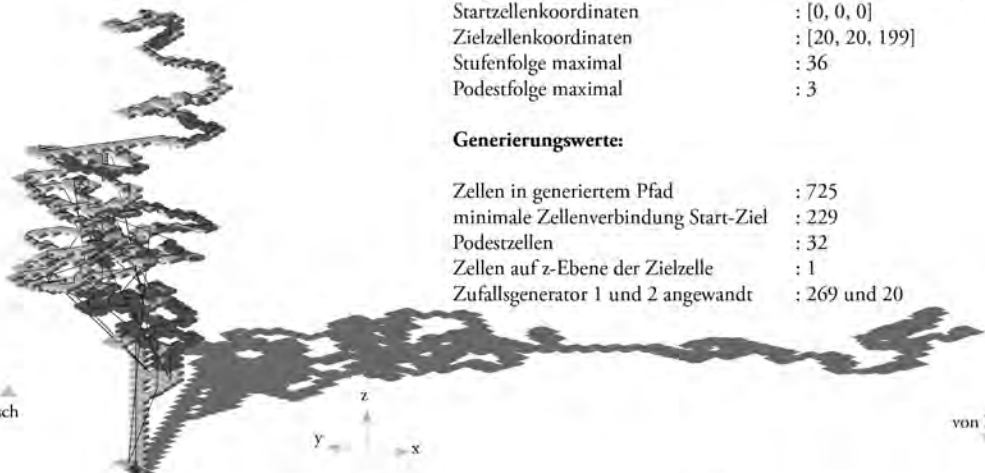 Startzellenkoordinaten : [0, 0, 0]
Zielzellenkoordinaten : [20, 20, 199]
Stufenfolge maximal : 36
Podestfolge maximal : 3
Generierungswerte:
Zellen in generiertem Pfad : 725
minimale Zellenverbindung Start-Ziel : 229
Podestzellen : 32
Zellen auf z-Ebene der Zielzelle : 1
Zufallsgenerator 1 und 2 angewandt : 269 und 20
z
y
x
von